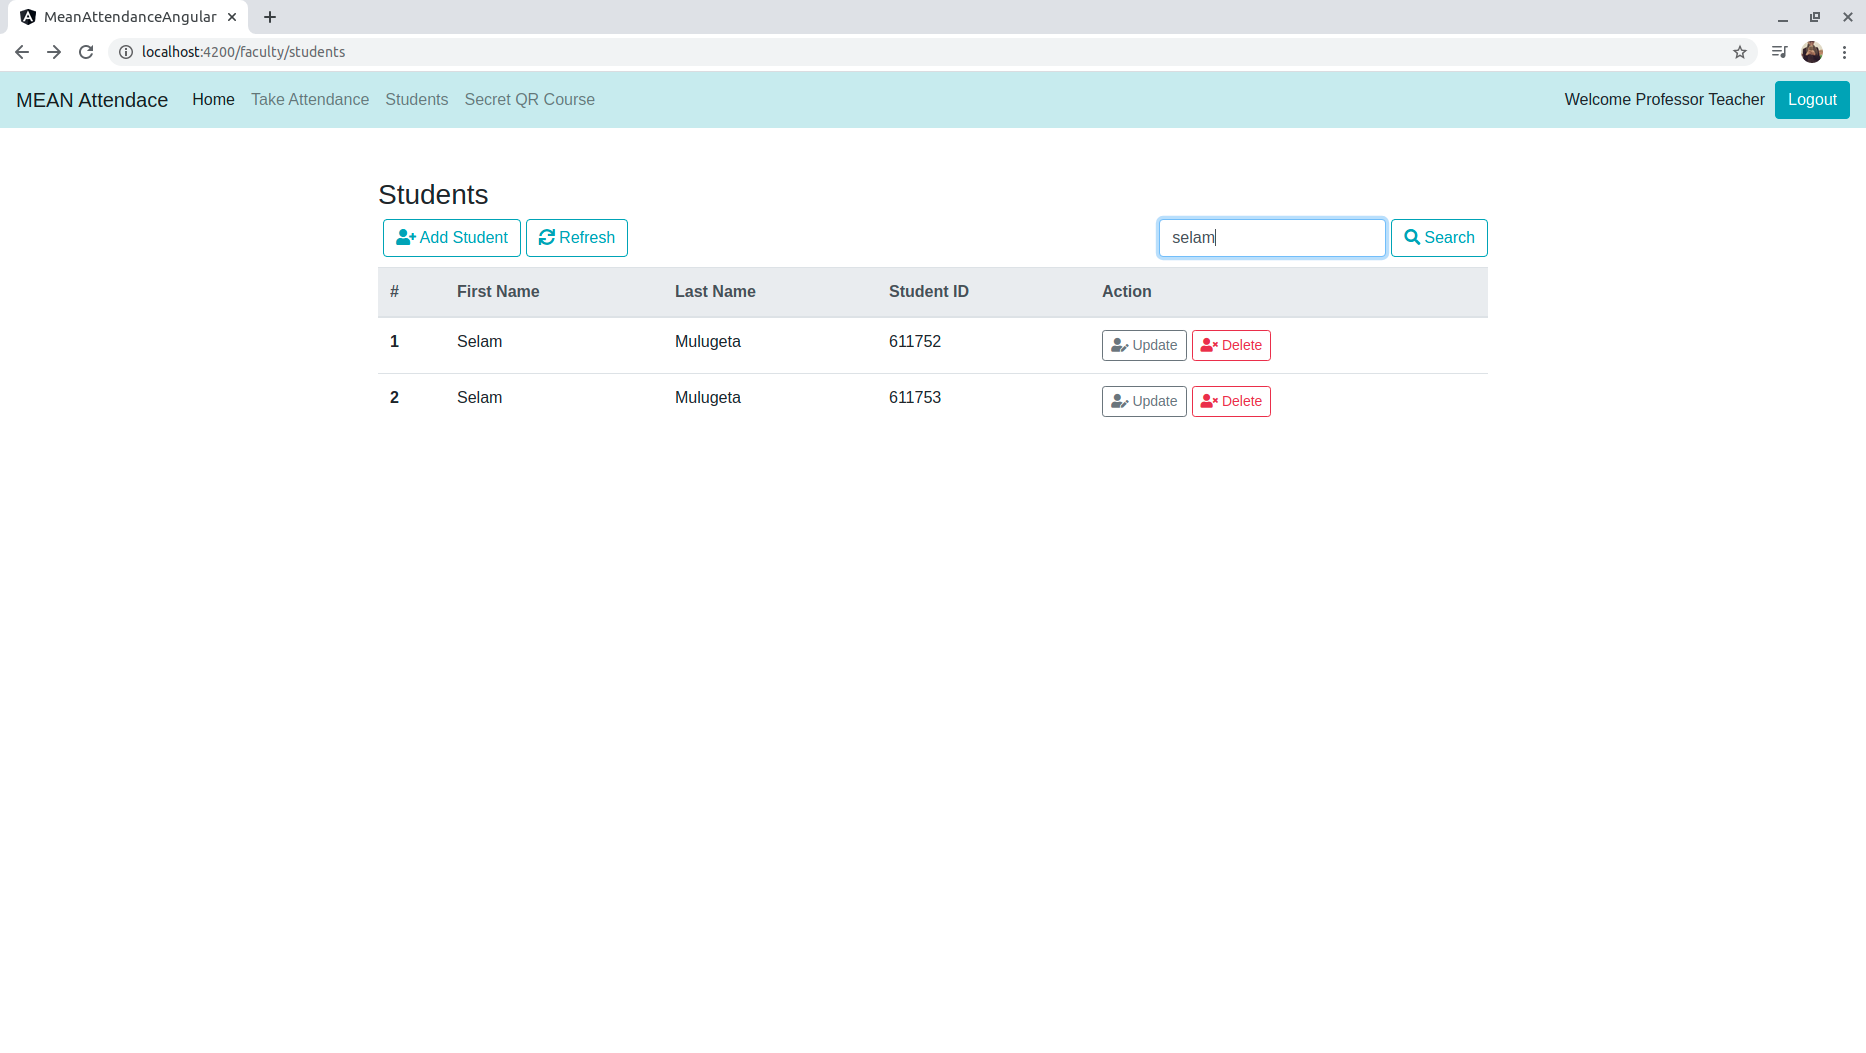 MeanAttendanceAngular
localhost:4200/faculty/students
MEAN Attendace Home Take Attendance Students Secret QR Course Welcome Professor Teacher Logout
Students
Add Student Refresh selam Search
# First Name Last Name Student ID Action
1 Selam Mulugeta 611752 Update Delete
2 Selam Mulugeta 611753 Update Delete